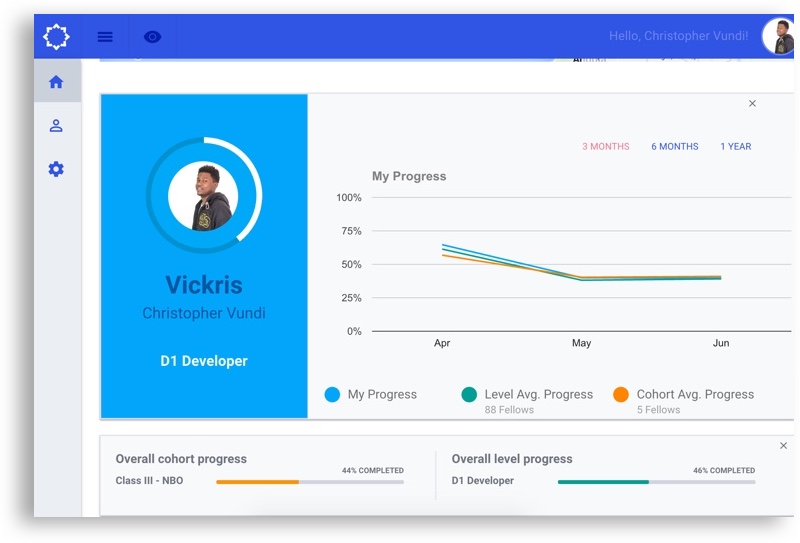 Hello, Christopher Vundi!
3 MONTHS 6 MONTHS 1 YEAR
My Progress
100%
75%
50%
25%
0%
Apr May Jun
My Progress
Level Avg. Progress
88 Fellows
Cohort Avg. Progress
5 Fellows
Vickris
Christopher Vundi
D1 Developer
Overall cohort progress
44% COMPLETED
Class III - NBO
Overall level progress
46% COMPLETED
D1 Developer